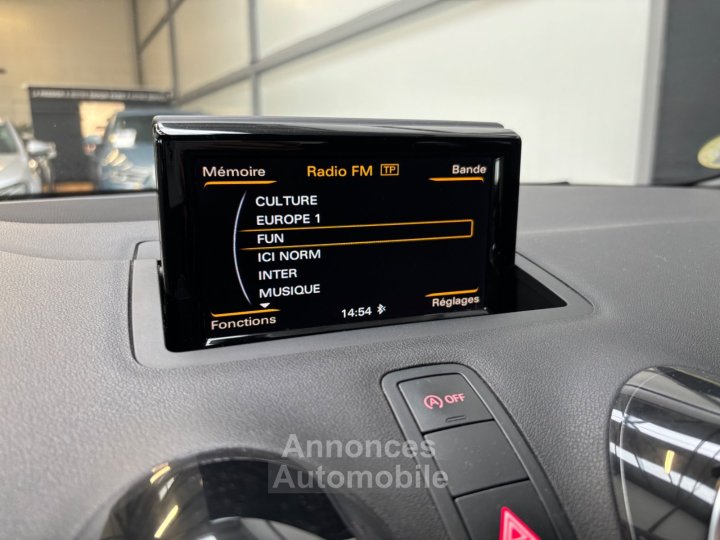 Mémoire
Radio FM TP
Bande
CULTURE
EUROPE 1
FUN
ICI NORM
INTER
MUSIQUE
Fonctions
14:54
Réglages
A OFF
Annonces
Automobile